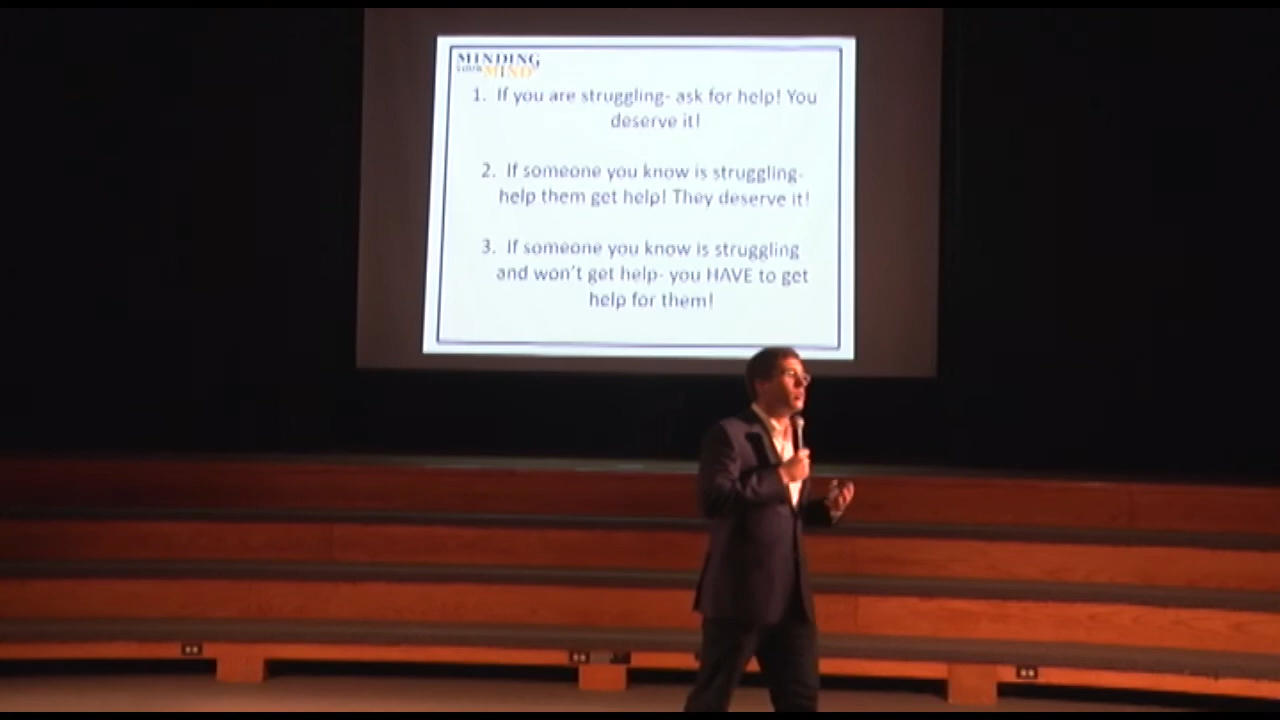 MINDING
YOUR MIND
1. If you are struggling- ask for help! You
deserve it!
2. If someone you know is struggling-
help them get help! They deserve it!
3. If someone you know is struggling
and won't get help- you HAVE to get
help for them!